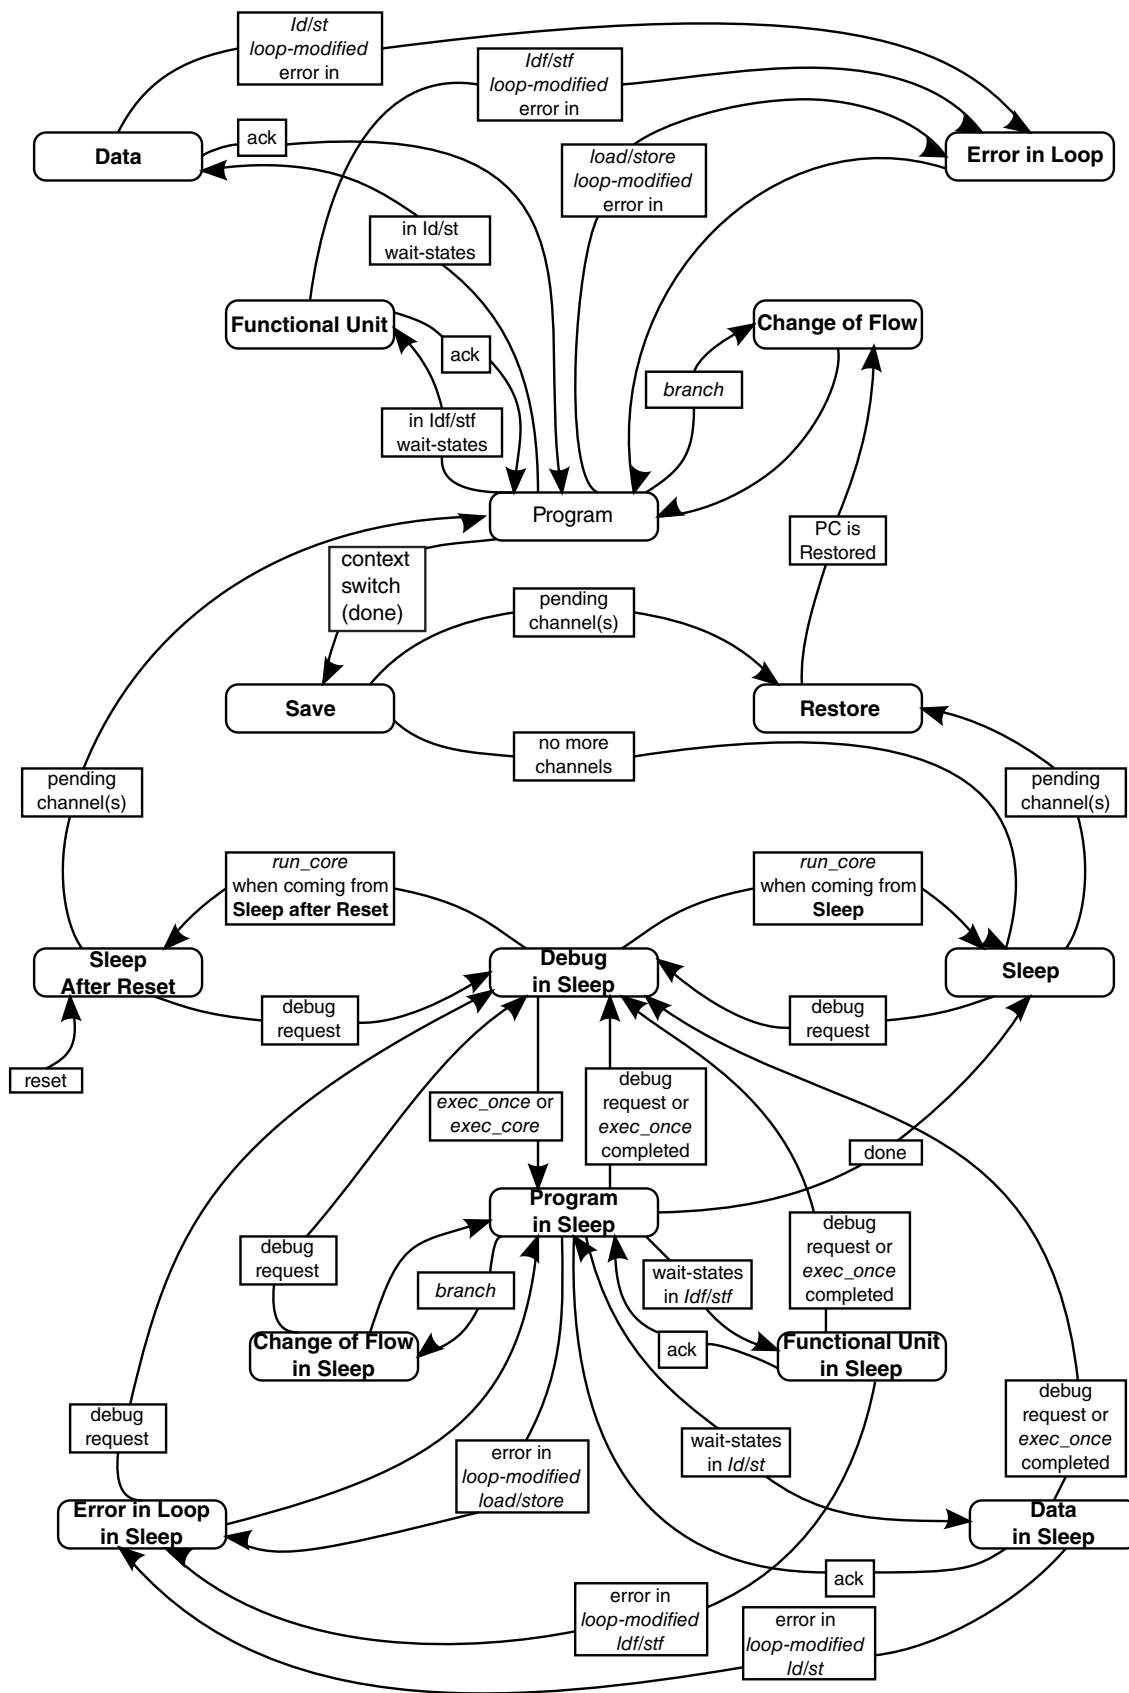 ld/st
loop-modified
error in
ldf/stf
loop-modified
error in
ack
Data
load/store
loop-modified
error in
Error in Loop
in ld/st
wait-states
Functional Unit
Change of Flow
ack
branch
in ldf/stf
wait-states
Program
PC is
Restored
context
switch
(done)
pending
channel(s)
Save
Restore
no more
channels
pending
channel(s)
pending
channel(s)
run_core
when coming from
Sleep after Reset
run_core
when coming from
Sleep
Sleep
After Reset
Debug
in Sleep
Sleep
debug
request
debug
request
reset
exec_once or
exec_core
debug
request or
exec_once
completed
done
Program
in Sleep
debug
request
branch
wait-states
in ldf/stf
debug
request or
exec_once
completed
ack
Change of Flow
in Sleep
Functional Unit
in Sleep
debug
request
error in
loop-modified
load/store
wait-states
in ld/st
debug
request or
exec_once
completed
Error in Loop
in Sleep
Data
in Sleep
ack
error in
loop-modified
ldf/stf
error in
loop-modified
ld/st